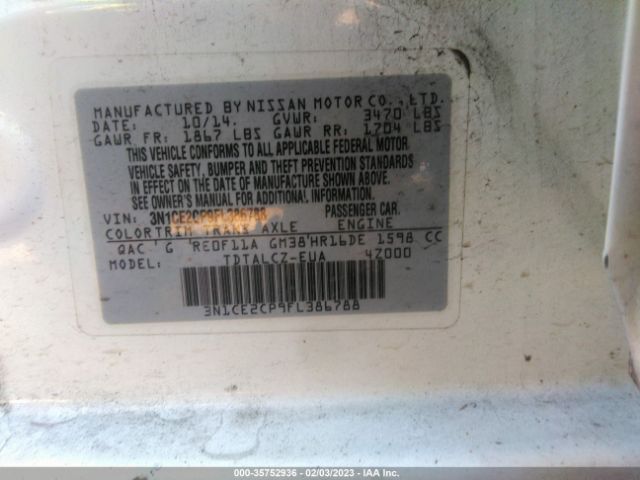 MANUFACTURED BY NISSAN MOTOR CO., LTD.
DATE: 10/14. GVWR: 3470 LBS
GAWR FR: 1867 LBS GAWR RR: 1704 LBS
THIS VEHICLE CONFORMS TO ALL APPLICABLE FEDERAL MOTOR
VEHICLE SAFETY, BUMPER AND THEFT PREVENTION STANDARDS
IN EFFECT ON THE DATE OF MANUFACTURE SHOWN ABOVE.
SEE OWNER'S MANUAL FOR ADDITIONAL INFORMATION.
VIN: 3N1CE2CP9FL386788 PASSENGER CAR.
COLOR TRIM TRANS AXLE ENGINE
QAC G RE0F11A GM38 HR16DE 1598 CC
MODEL: TDTALCZ-EUA 4Z000
3N1CE2CP9FL386788
000-35752936 - 02/03/2023 - IAA Inc.